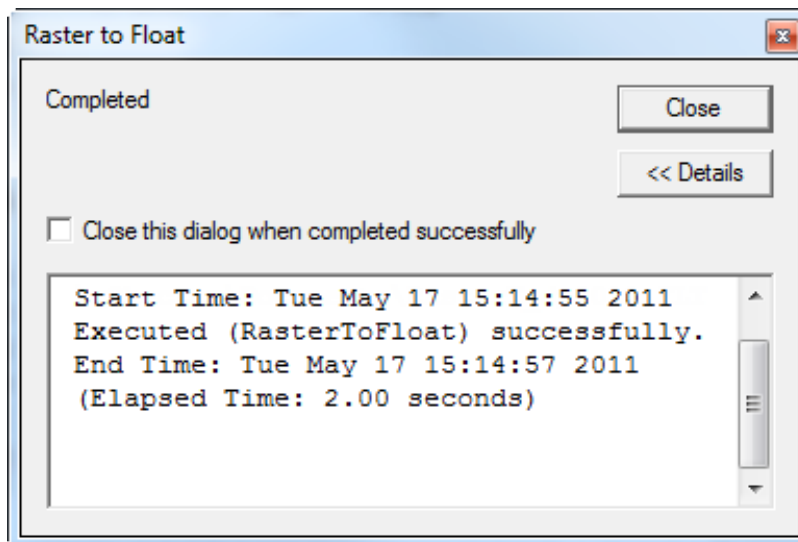 Raster to Float
Completed
Close
<< Details
Close this dialog when completed successfully
Start Time: Tue May 17 15:14:55 2011
Executed (RasterToFloat) successfully.
End Time: Tue May 17 15:14:57 2011
(Elapsed Time: 2.00 seconds)